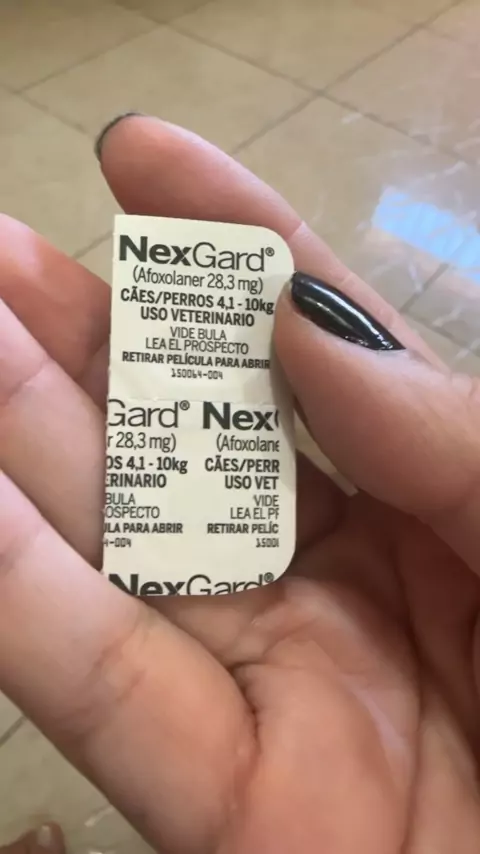 NexGard®
(Afoxolaner 28,3 mg)
CÃES/PERROS 4,1 - 10kg
USO VETERINARIO
VIDE BULA
LEA EL PROSPECTO
RETIRAR PELÍCULA PARA ABRIR
150064-004
Gard® Nex
r 28,3 mg) (Afoxolane
OS 4,1 - 10kg CÃES/PERR
ERINARIO USO VET
BULA VIDE
OSPECTO LEA EL PR
ULA PARA ABRIR RETIRAR PELÍC
4-004 1500
NexGard®